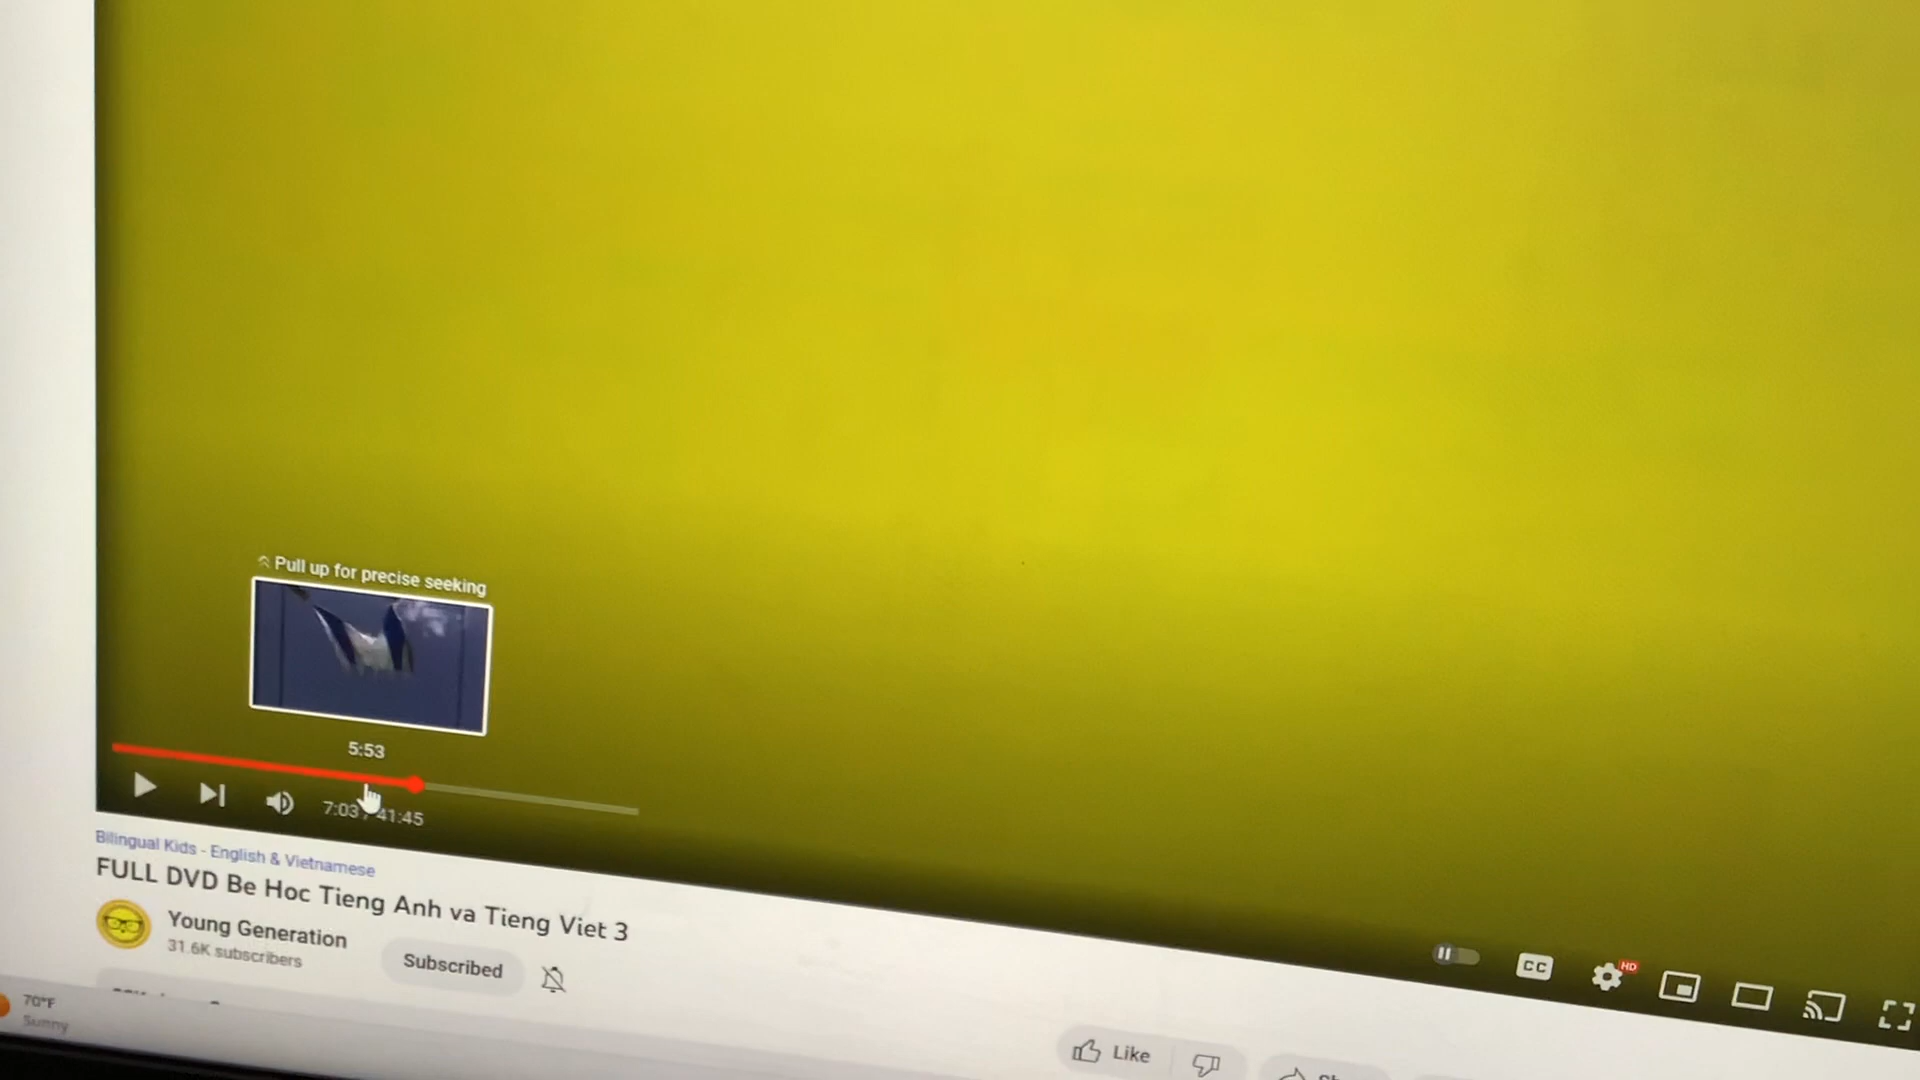 Pull up for precise seeking
5:53
7:03 / 41:45
Bilingual Kids - English & Vietnamese
FULL DVD Be Hoc Tieng Anh va Tieng Viet 3
Young Generation
31.6K subscribers
Subscribed
CC
HD
70°F
Sunny
Like